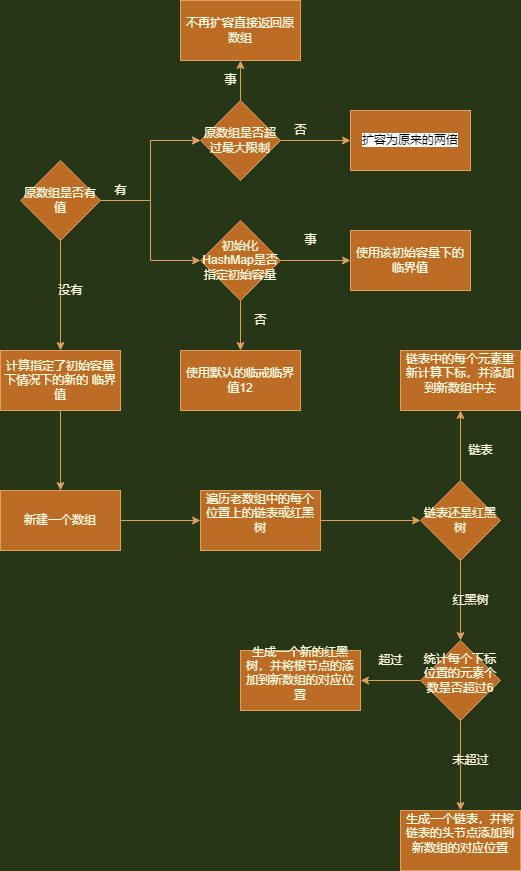 不再扩容直接返回原
数组
事
原数组是否超
过最大限制
否
扩容为原来的两倍
原数组是否有
值
有
初始化
HashMap是否
指定初始容量
事
使用该初始容量下的
临界值
没有
否
计算指定了初始容量
下情况下的新的 临界
值
使用默认的临戒临界
值12
链表中的每个元素重
新计算下标，并添加
到新数组中去
链表
新建一个数组
遍历老数组中的每个
位置上的链表或红黑
树
链表还是红黑
树
红黑树
生成一个新的红黑
树，并将根节点的添
加到新数组的对应位
置
超过
统计每个下标
位置的元素个
数是否超过6
未超过
生成一个链表，并将
链表的头节点添加到
新数组的对应位置